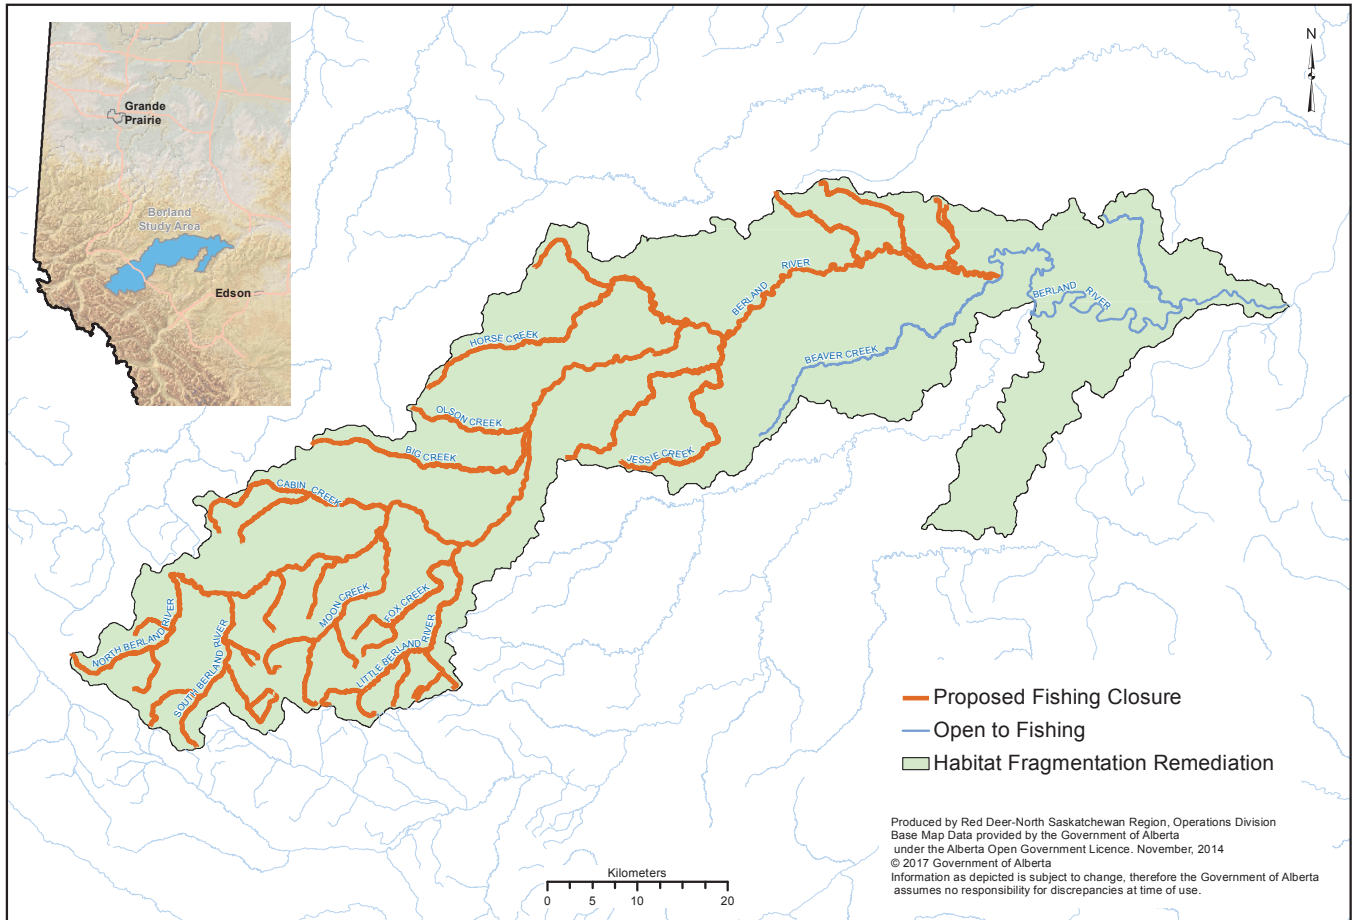 Grande
Prairie
Berland
Study Area
Edson
N
BERLAND
RIVER
BERLAND
RIVER
BEAVER CREEK
HORSE CREEK
OLSON CREEK
BIG CREEK
JESSIE CREEK
CABIN CREEK
MOON CREEK
FOX CREEK
NORTH BERLAND RIVER
SOUTH BERLAND RIVER
LITTLE BERLAND
RIVER
Proposed Fishing Closure
Open to Fishing
Habitat Fragmentation Remediation
Produced by Red Deer-North Saskatchewan Region, Operations Division
Base Map Data provided by the Government of Alberta
under the Alberta Open Government Licence. November, 2014
© 2017 Government of Alberta
Information as depicted is subject to change, therefore the Government of Alberta
assumes no responsibility for discrepancies at time of use.
Kilometers
0 5 10 20